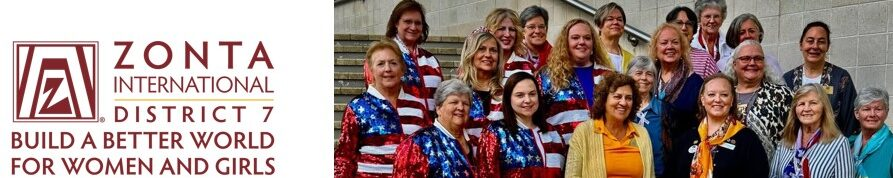 ZONTA
INTERNATIONAL
DISTRICT 7
BUILD A BETTER WORLD
FOR WOMEN AND GIRLS